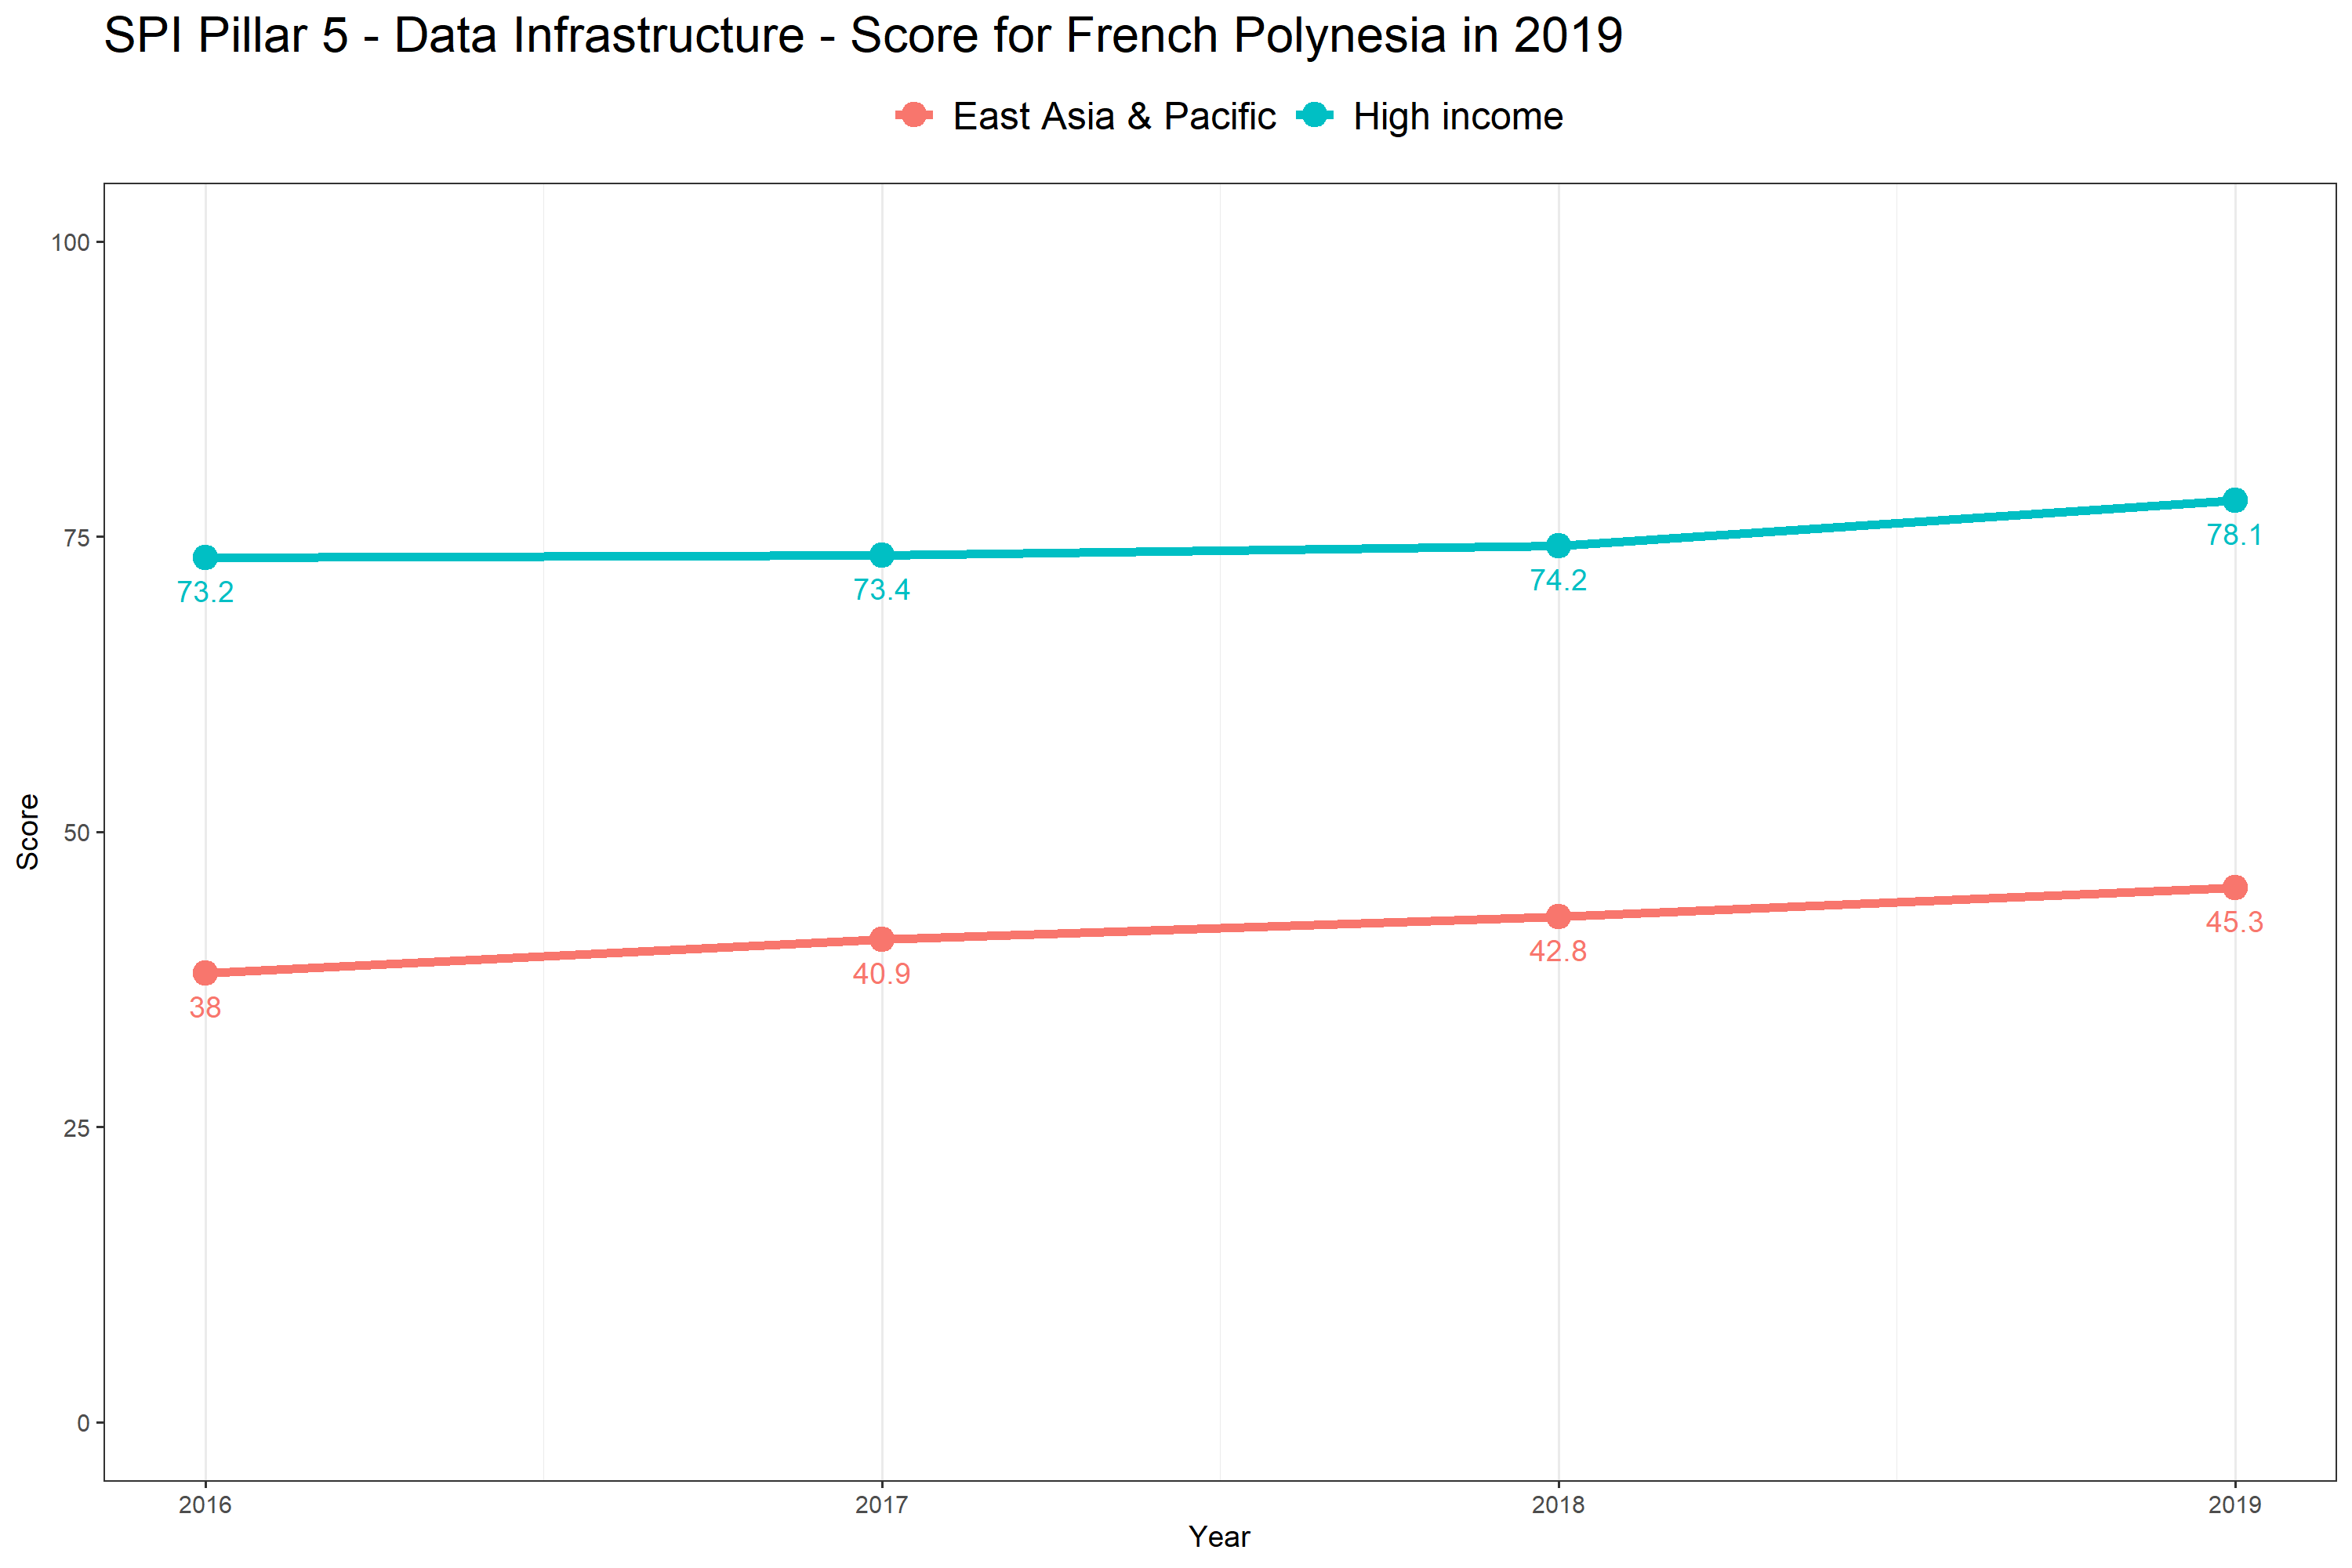 SPI Pillar 5 - Data Infrastructure - Score for French Polynesia in 2019
East Asia & Pacific High income
100
75
50
25
0
Score
73.2
73.4
74.2
78.1
38
40.9
42.8
45.3
2016 2017 2018 2019
Year